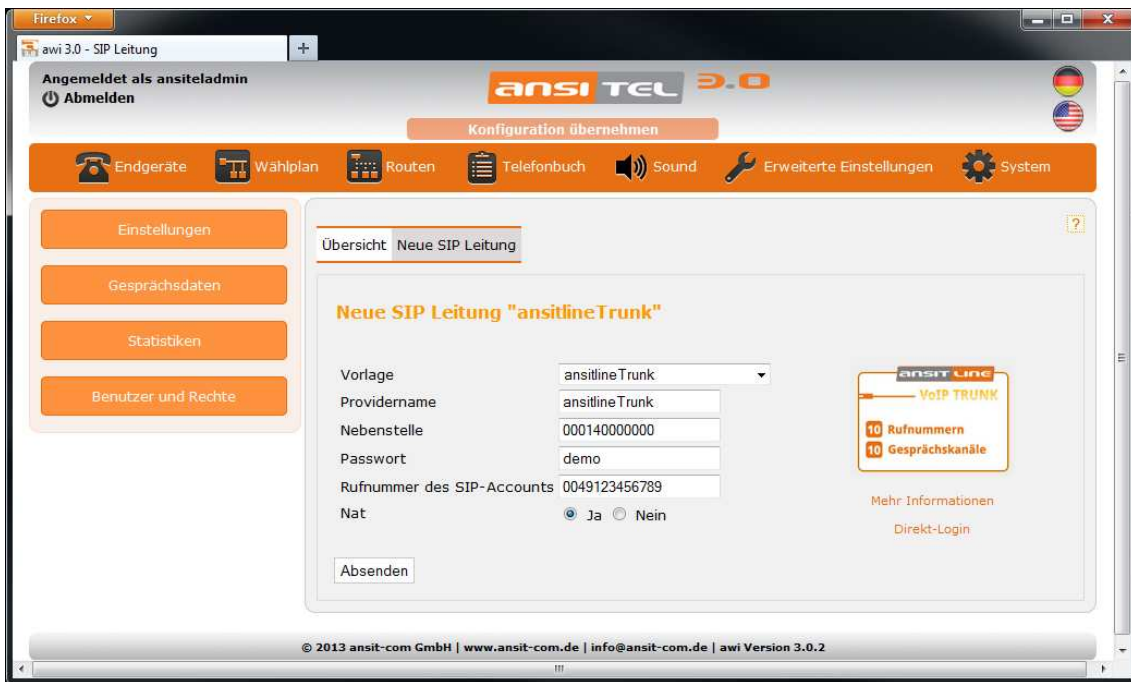 Firefox
awi 3.0 - SIP Leitung
Angemeldet als ansiteladmin
Abmelden
ansi TEL 3.0
Konfiguration übernehmen
Endgeräte Wählplan Routen Telefonbuch Sound Erweiterte Einstellungen System
Einstellungen
Gesprächsdaten
Statistiken
Benutzer und Rechte
Übersicht Neue SIP Leitung
?
Neue SIP Leitung "ansitlineTrunk"
Vorlage ansitlineTrunk
Providername ansitlineTrunk
Nebenstelle 000140000000
Passwort demo
Rufnummer des SIP-Accounts 0049123456789
Nat Ja Nein
Absenden
ansit Line
VoIP TRUNK
10 Rufnummern
10 Gesprächskanäle
Mehr Informationen
Direkt-Login
© 2013 ansit-com GmbH | www.ansit-com.de | info@ansit-com.de | awi Version 3.0.2